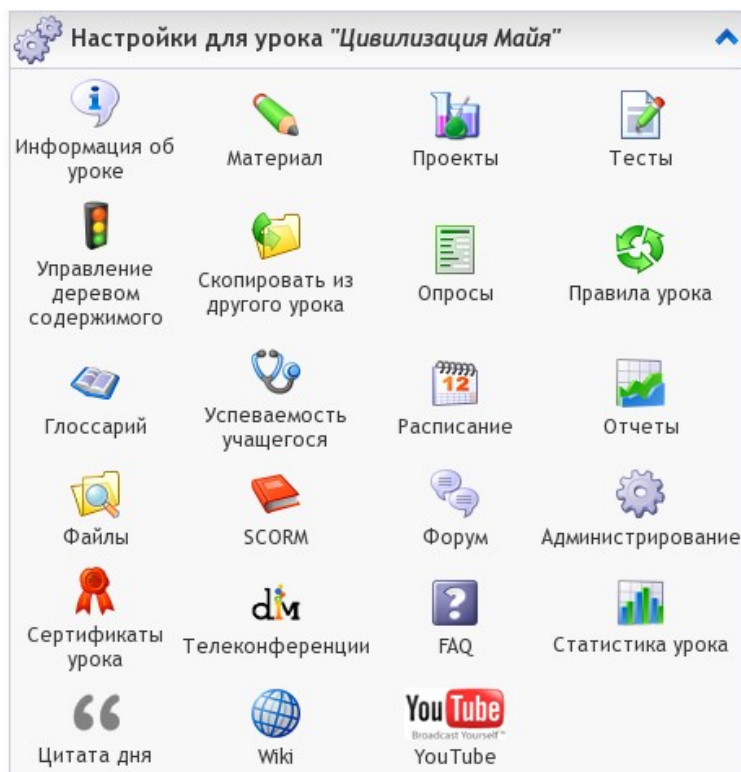 Настройки для урока "Цивилизация Майя"
Информация об
уроке
Материал
Проекты
Тесты
Управление
деревом
содержимого
Скопировать из
другого урока
Опросы
Правила урока
Глоссарий
Успеваемость
учащегося
12
Расписание
Отчеты
Файлы
SCORM
Форум
Администрирование
Сертификаты
урока
dim
Телеконференции
?
FAQ
Статистика урока
Цитата дня
Wiki
YouTube
Broadcast Yourself™
YouTube